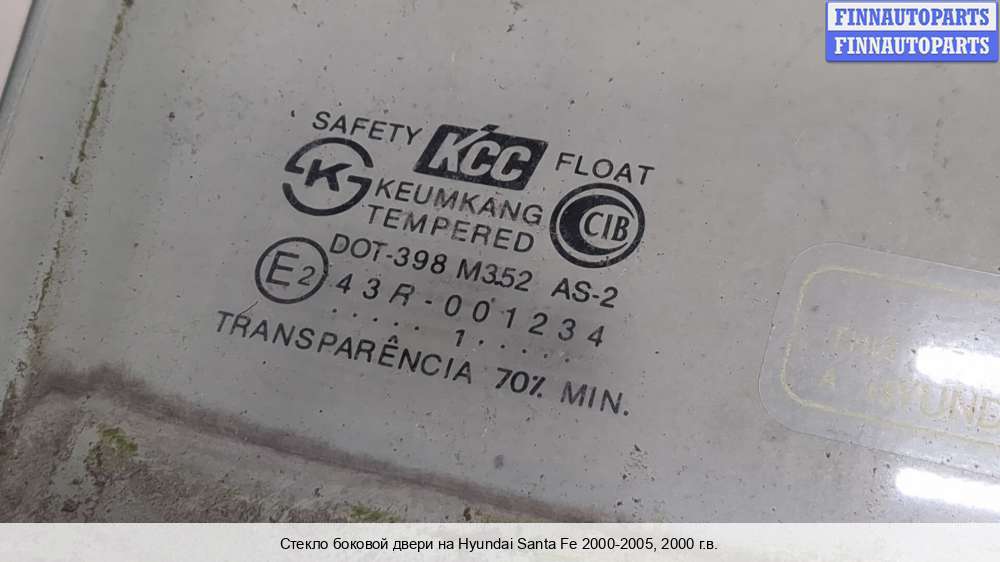 FINNAUTOPARTS
FINNAUTOPARTS
SAFETY KCC FLOAT
K KEUMKANG CIB
TEMPERED
DOT-398 M352 AS-2
E2 43R-001234
.....1.....
TRANSPARÊNCIA 70% MIN.
Стекло боковой двери на Hyundai Santa Fe 2000-2005, 2000 г.в.